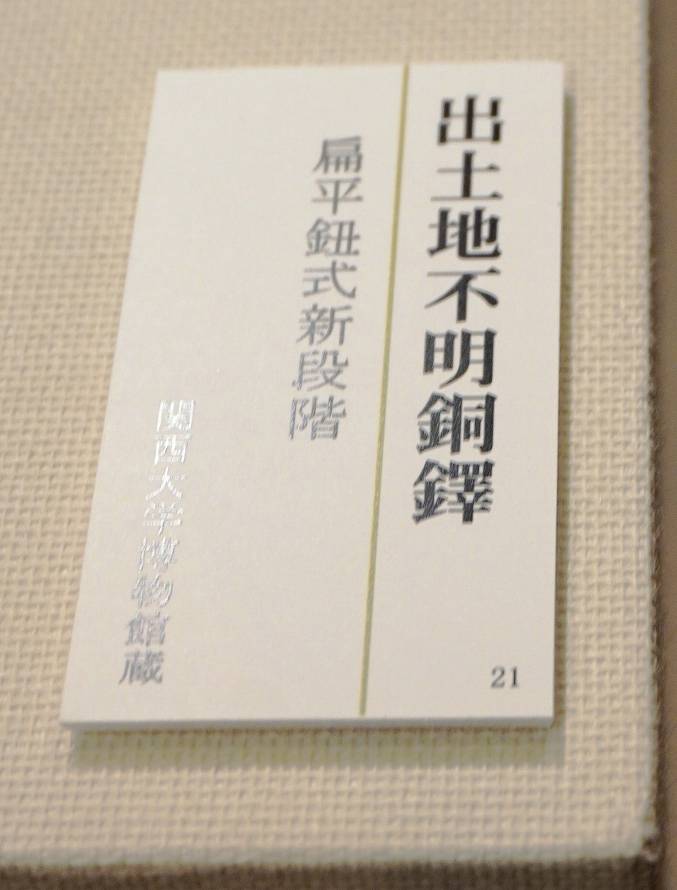 出土地不明銅鐸
扁平鈕式新段階
関西大学博物館蔵
21